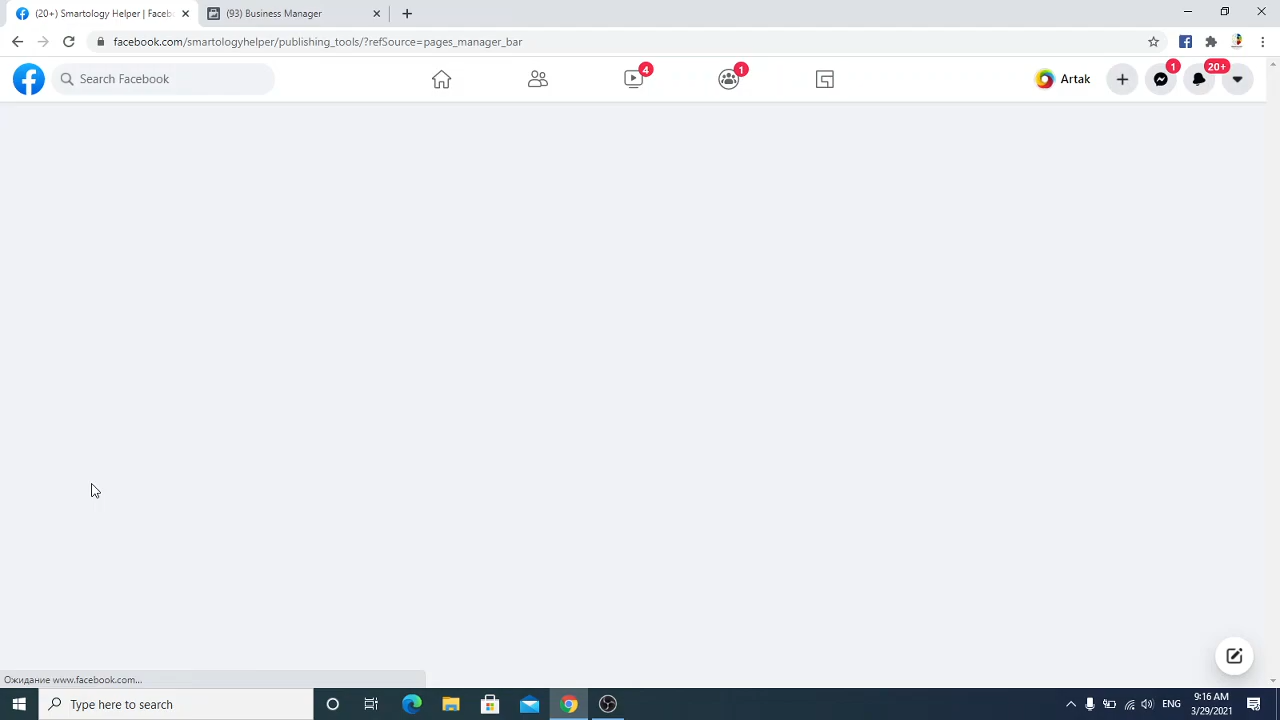 (20+) Smartology Helper | Faceb
(93) Business Manager
facebook.com/smartologyhelper/publishing_tools/?refSource=pages_manager_bar
Search Facebook
4
1
Artak
1
20+
Ожидание www.facebook.com...
Type here to search
ENG
9:16 AM
3/29/2021